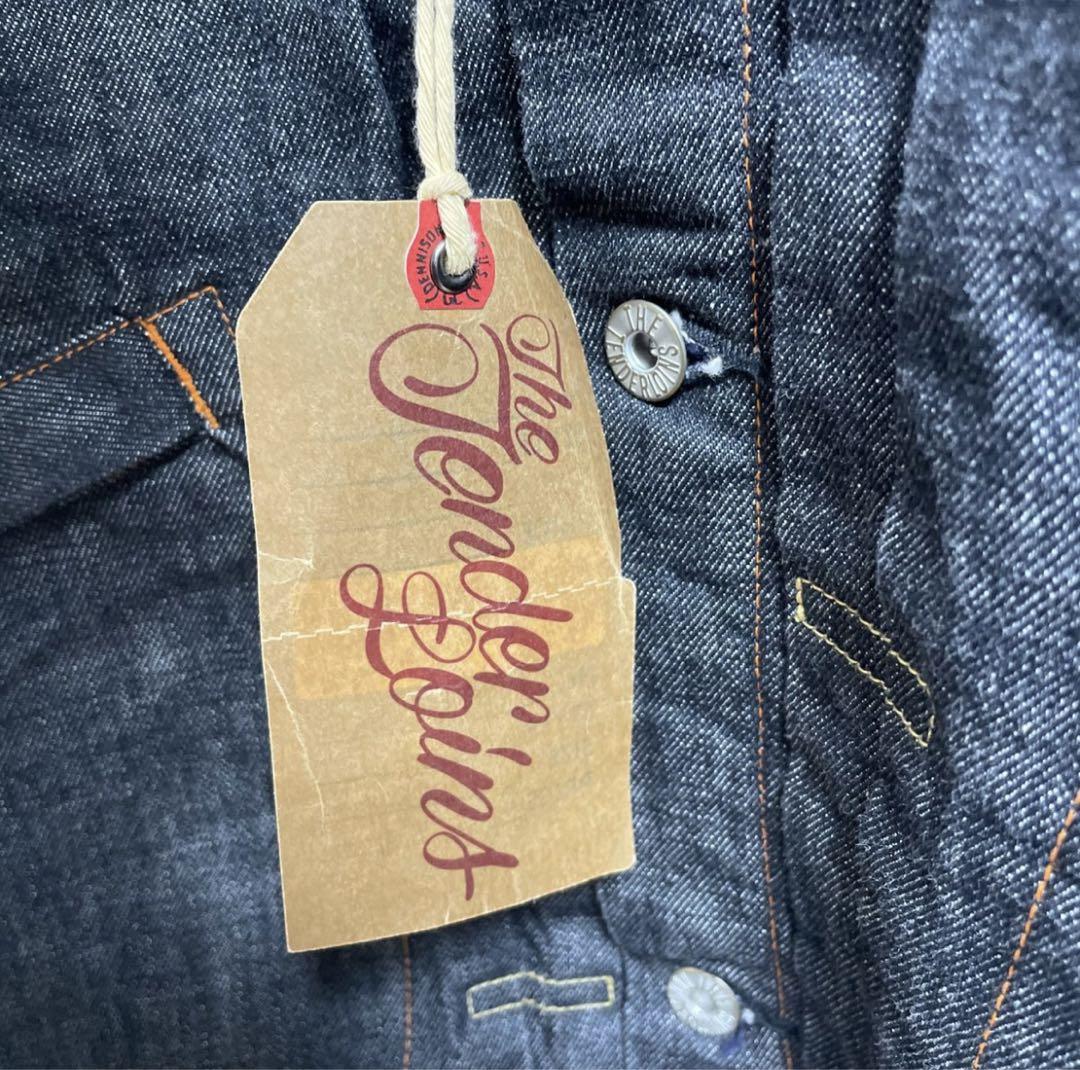 The
Tender
Loins
(DENNISON
U.S.A.)
THE
TENDERLOINS